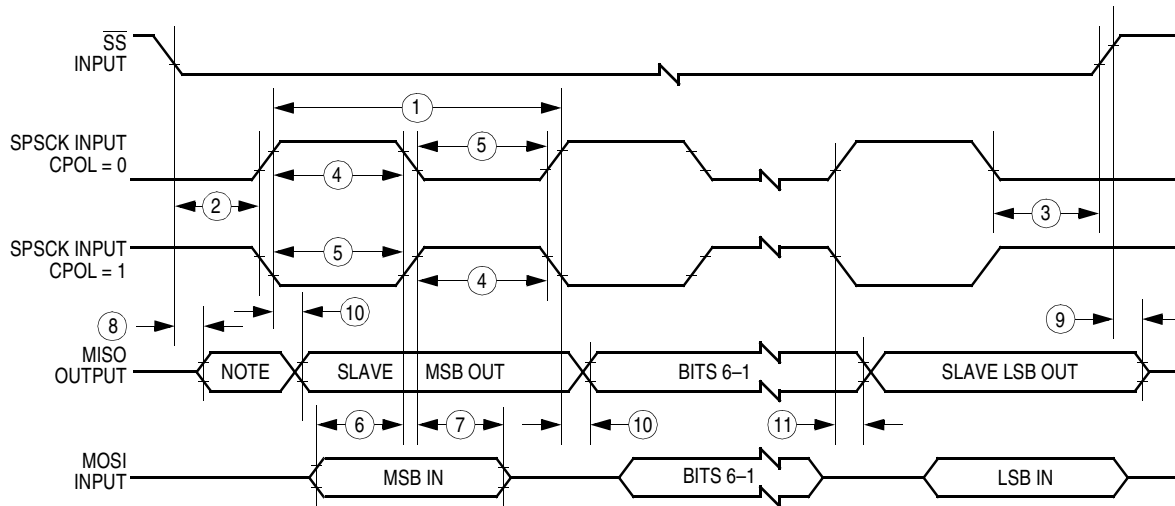 SS
INPUT
1
SPSCK INPUT
CPOL = 0
5
4
2
3
SPSCK INPUT
CPOL = 1
5
4
8
10
9
MISO
OUTPUT
NOTE
SLAVE MSB OUT
BITS 6–1
SLAVE LSB OUT
6
7
10
11
MOSI
INPUT
MSB IN
BITS 6–1
LSB IN